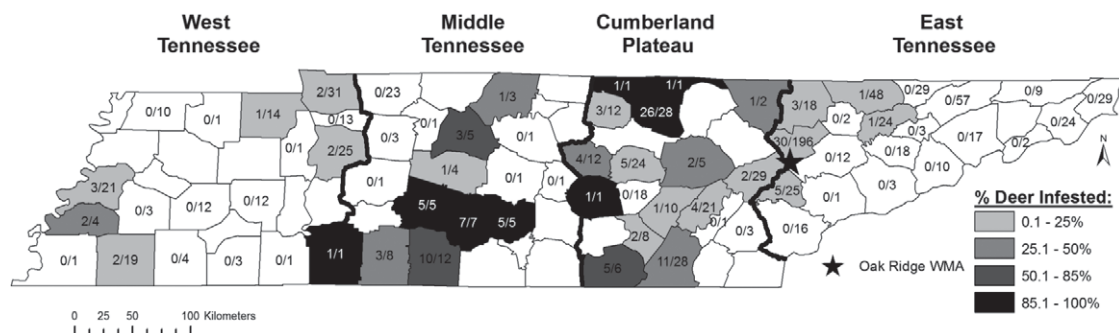 West
Tennessee
Middle
Tennessee
Cumberland
Plateau
East
Tennessee
2/31 0/23 1/3 1/1 1/1 1/2 3/18 1/48 0/29 0/57 0/9 0/29
0/10 0/1 1/14 0/13 0/1 3/12 26/28 0/2 1/24 0/24
0/3 3/5 0/1 0/3 0/17 0/2
0/1 2/25 4/12 5/24 2/5 30/196 0/12 0/18 0/10
3/21 0/1 1/4 0/1 0/1 2/29
0/3 0/12 0/12 1/1 0/18 1/10 4/21 5/25 0/1 0/3
2/4 5/5 7/7 5/5 0/1
2/8 0/3 0/16
0/1 2/19 0/4 0/3 0/1 1/1 3/8 10/12 5/6 11/28
N
% Deer Infested:
0.1 - 25%
25.1 - 50%
50.1 - 85%
85.1 - 100%
Oak Ridge WMA
0 25 50 100 Kilometers